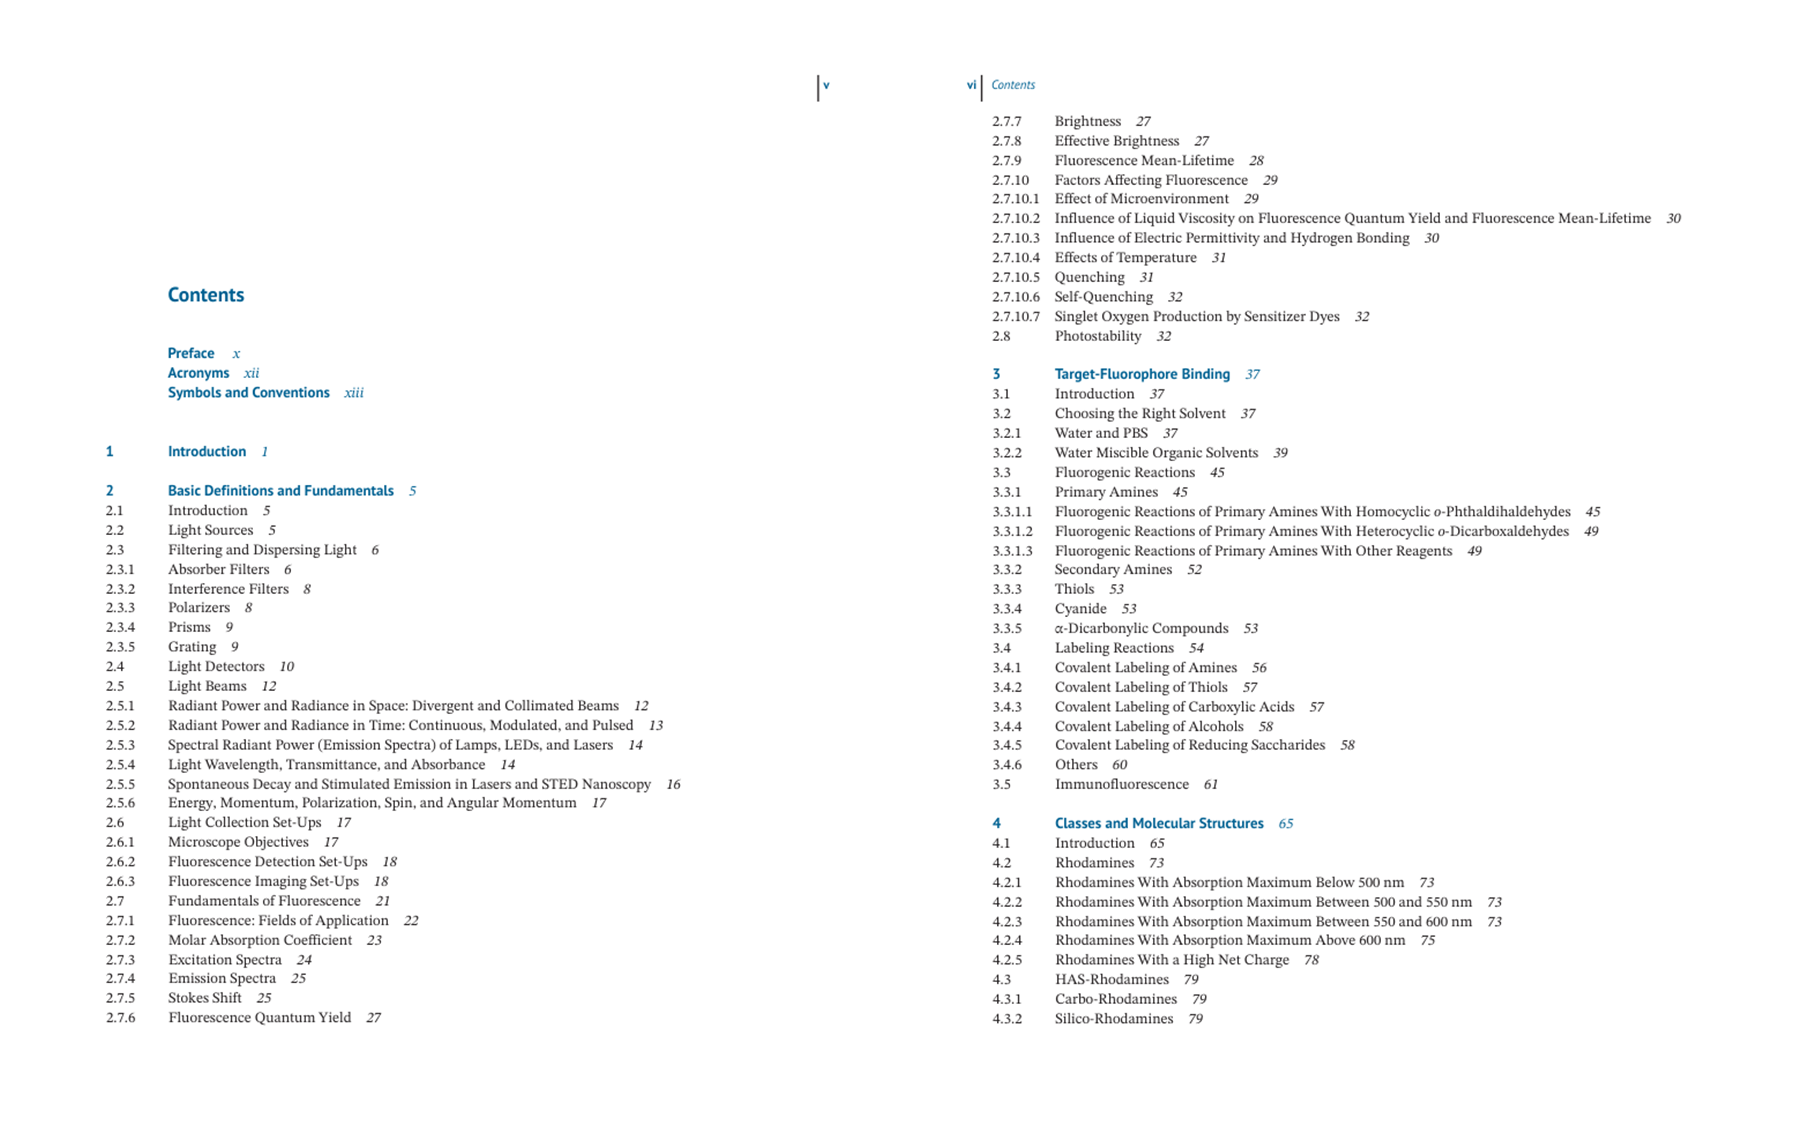 v
Contents
Preface x
Acronyms xii
Symbols and Conventions xiii
1 Introduction 1
2 Basic Definitions and Fundamentals 5
2.1 Introduction 5
2.2 Light Sources 5
2.3 Filtering and Dispersing Light 6
2.3.1 Absorber Filters 6
2.3.2 Interference Filters 8
2.3.3 Polarizers 8
2.3.4 Prisms 9
2.3.5 Grating 9
2.4 Light Detectors 10
2.5 Light Beams 12
2.5.1 Radiant Power and Radiance in Space: Divergent and Collimated Beams 12
2.5.2 Radiant Power and Radiance in Time: Continuous, Modulated, and Pulsed 13
2.5.3 Spectral Radiant Power (Emission Spectra) of Lamps, LEDs, and Lasers 14
2.5.4 Light Wavelength, Transmittance, and Absorbance 14
2.5.5 Spontaneous Decay and Stimulated Emission in Lasers and STED Nanoscopy 16
2.5.6 Energy, Momentum, Polarization, Spin, and Angular Momentum 17
2.6 Light Collection Set-Ups 17
2.6.1 Microscope Objectives 17
2.6.2 Fluorescence Detection Set-Ups 18
2.6.3 Fluorescence Imaging Set-Ups 18
2.7 Fundamentals of Fluorescence 21
2.7.1 Fluorescence: Fields of Application 22
2.7.2 Molar Absorption Coefficient 23
2.7.3 Excitation Spectra 24
2.7.4 Emission Spectra 25
2.7.5 Stokes Shift 25
2.7.6 Fluorescence Quantum Yield 27
vi Contents
2.7.7 Brightness 27
2.7.8 Effective Brightness 27
2.7.9 Fluorescence Mean-Lifetime 28
2.7.10 Factors Affecting Fluorescence 29
2.7.10.1 Effect of Microenvironment 29
2.7.10.2 Influence of Liquid Viscosity on Fluorescence Quantum Yield and Fluorescence Mean-Lifetime 30
2.7.10.3 Influence of Electric Permittivity and Hydrogen Bonding 30
2.7.10.4 Effects of Temperature 31
2.7.10.5 Quenching 31
2.7.10.6 Self-Quenching 32
2.7.10.7 Singlet Oxygen Production by Sensitizer Dyes 32
2.8 Photostability 32
3 Target-Fluorophore Binding 37
3.1 Introduction 37
3.2 Choosing the Right Solvent 37
3.2.1 Water and PBS 37
3.2.2 Water Miscible Organic Solvents 39
3.3 Fluorogenic Reactions 45
3.3.1 Primary Amines 45
3.3.1.1 Fluorogenic Reactions of Primary Amines With Homocyclic o-Phthaldihaldehydes 45
3.3.1.2 Fluorogenic Reactions of Primary Amines With Heterocyclic o-Dicarboxaldehydes 49
3.3.1.3 Fluorogenic Reactions of Primary Amines With Other Reagents 49
3.3.2 Secondary Amines 52
3.3.3 Thiols 53
3.3.4 Cyanide 53
3.3.5 α-Dicarbonylic Compounds 53
3.4 Labeling Reactions 54
3.4.1 Covalent Labeling of Amines 56
3.4.2 Covalent Labeling of Thiols 57
3.4.3 Covalent Labeling of Carboxylic Acids 57
3.4.4 Covalent Labeling of Alcohols 58
3.4.5 Covalent Labeling of Reducing Saccharides 58
3.4.6 Others 60
3.5 Immunofluorescence 61
4 Classes and Molecular Structures 65
4.1 Introduction 65
4.2 Rhodamines 73
4.2.1 Rhodamines With Absorption Maximum Below 500 nm 73
4.2.2 Rhodamines With Absorption Maximum Between 500 and 550 nm 73
4.2.3 Rhodamines With Absorption Maximum Between 550 and 600 nm 73
4.2.4 Rhodamines With Absorption Maximum Above 600 nm 75
4.2.5 Rhodamines With a High Net Charge 78
4.3 HAS-Rhodamines 79
4.3.1 Carbo-Rhodamines 79
4.3.2 Silico-Rhodamines 79